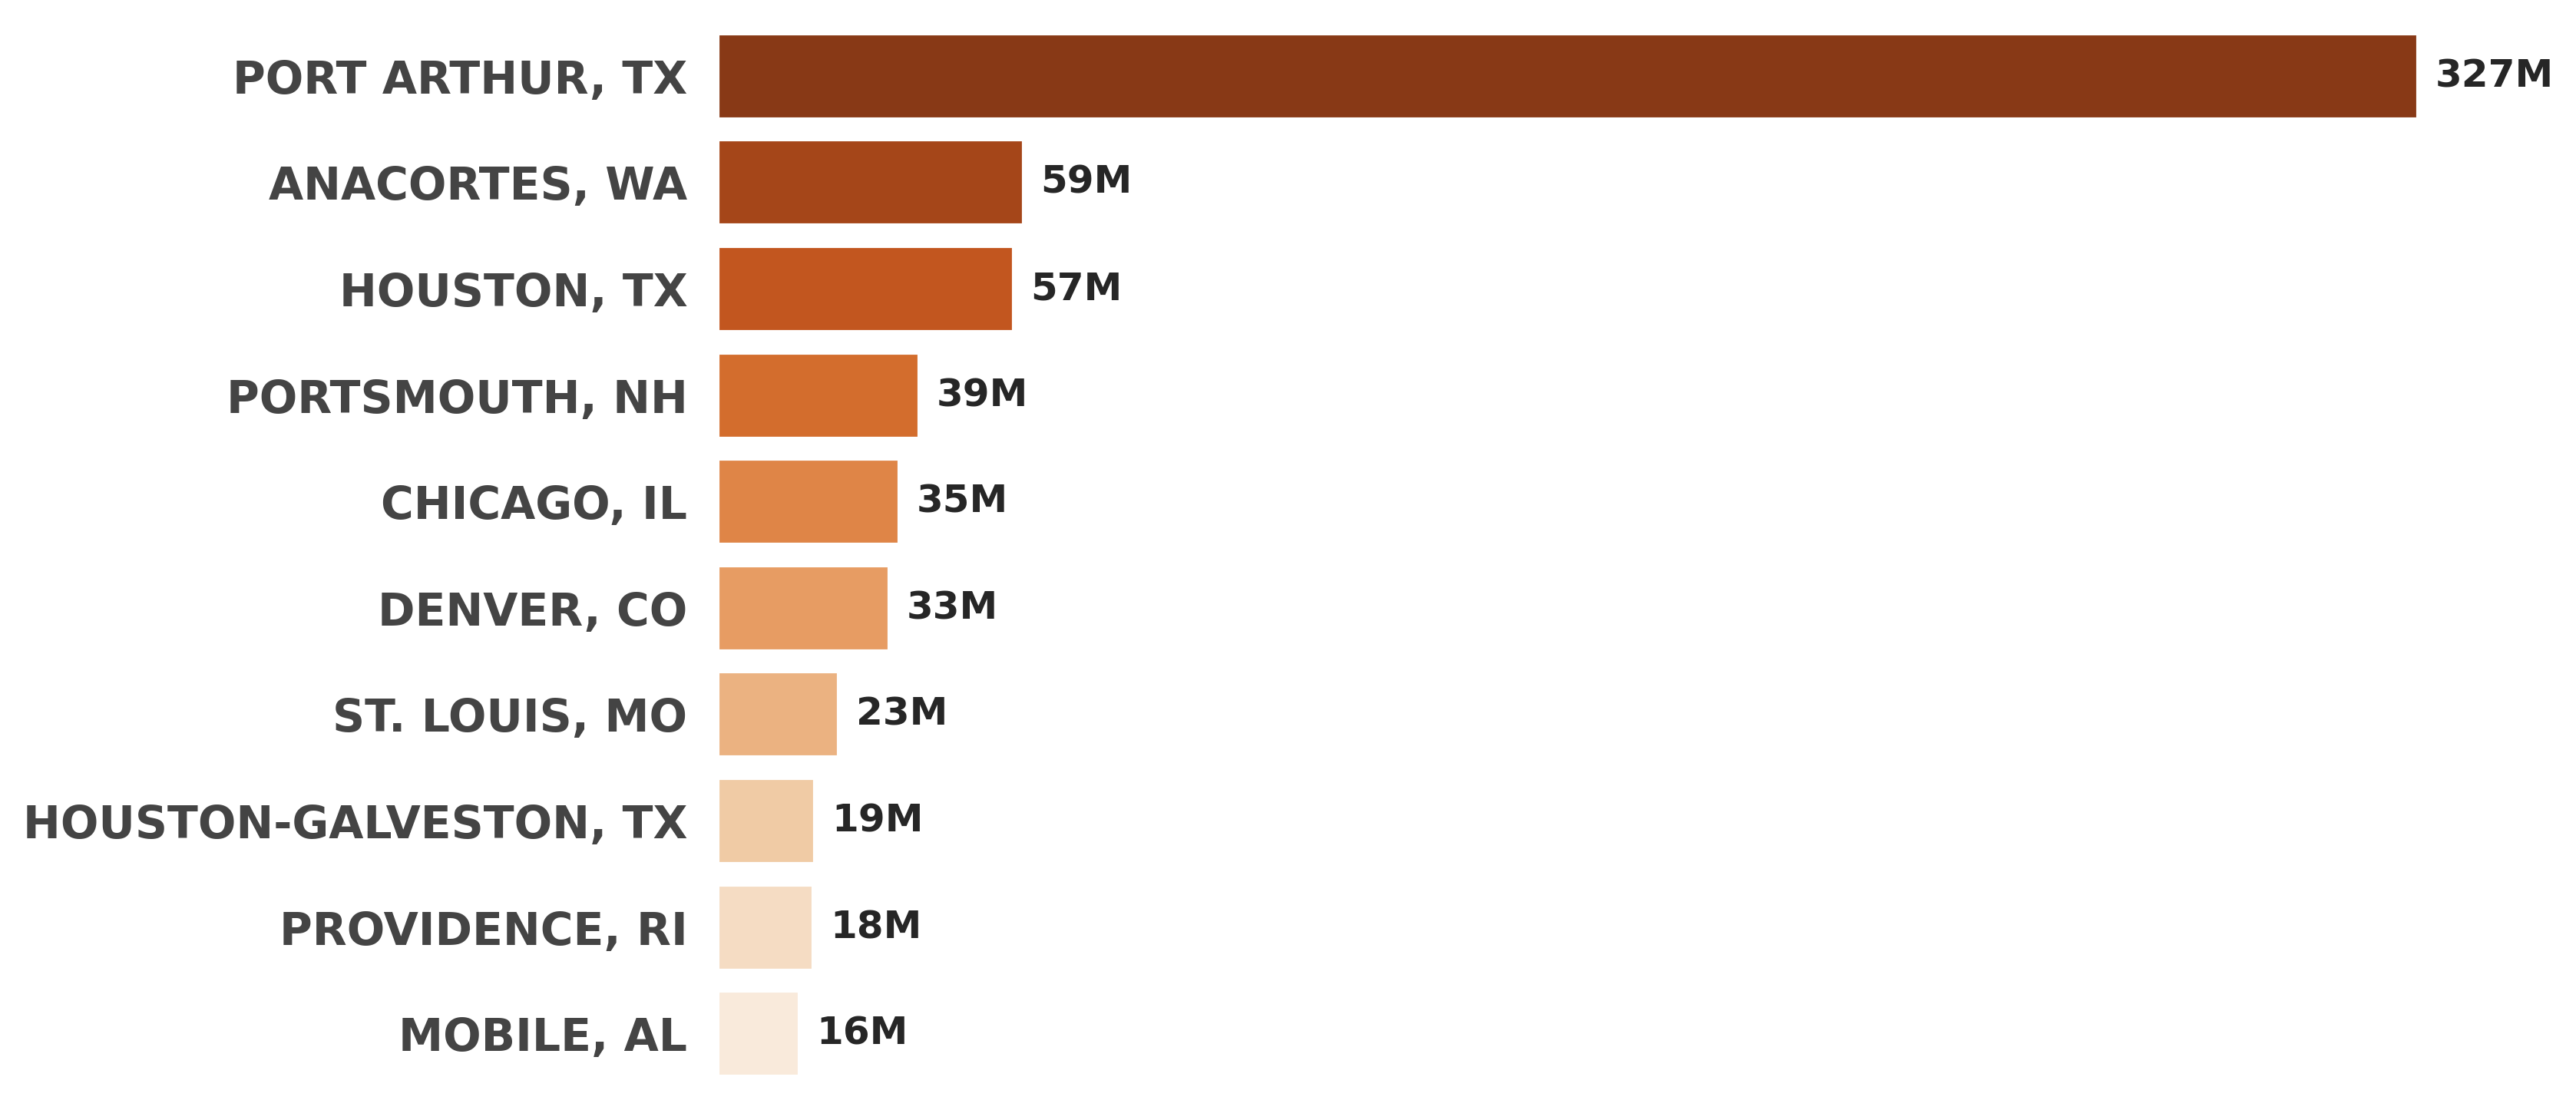 PORT ARTHUR, TX 327M
ANACORTES, WA 59M
HOUSTON, TX 57M
PORTSMOUTH, NH 39M
CHICAGO, IL 35M
DENVER, CO 33M
ST. LOUIS, MO 23M
HOUSTON-GALVESTON, TX 19M
PROVIDENCE, RI 18M
MOBILE, AL 16M